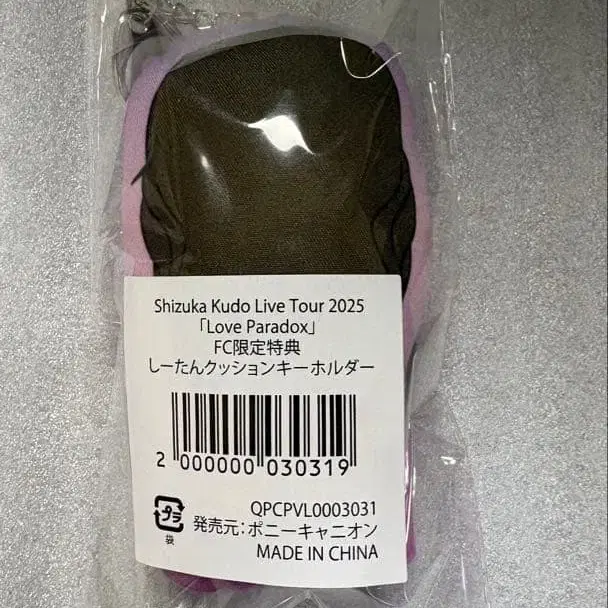 Shizuka Kudo Live Tour 2025
「Love Paradox」
FC限定特典
しーたんクッションキーホルダー
2 000000 030319
QPCPVL0003031
プラ
袋
発売元:ポニーキャニオン
MADE IN CHINA